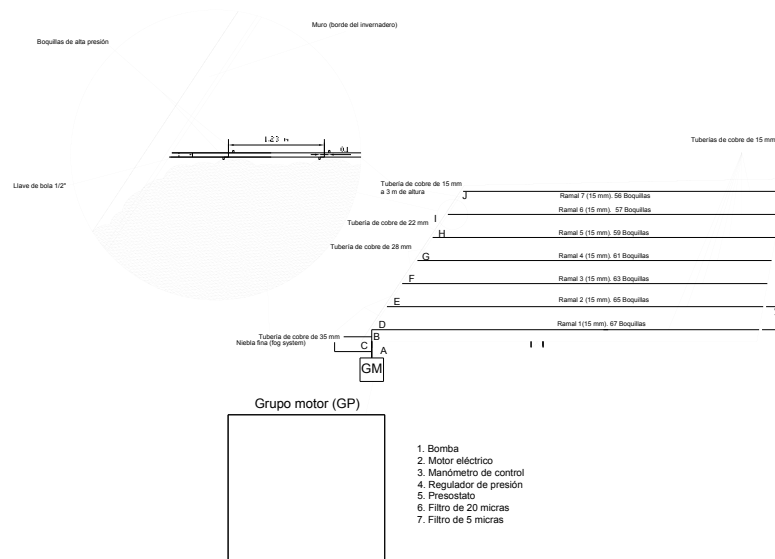 Muro (borde del invernadero)
Boquillas de alta presión
Tuberías de cobre de 15 mm
Llave de bola 1/2"
Tubería de cobre de 15 mm
a 3 m de altura
J
Ramal 7 (15 mm). 56 Boquillas
I
Ramal 6 (15 mm). 57 Boquillas
Tubería de cobre de 22 mm
H
Ramal 5 (15 mm). 59 Boquillas
Tubería de cobre de 28 mm
G
Ramal 4 (15 mm). 61 Boquillas
F
Ramal 3 (15 mm). 63 Boquillas
E
Ramal 2 (15 mm). 65 Boquillas
D
Ramal 1(15 mm). 67 Boquillas
Tubería de cobre de 35 mm
B
Niebla fina (fog system)
C
A
GM
Grupo motor (GP)
1. Bomba
2. Motor eléctrico
3. Manómetro de control
4. Regulador de presión
5. Presostato
6. Filtro de 20 micras
7. Filtro de 5 micras